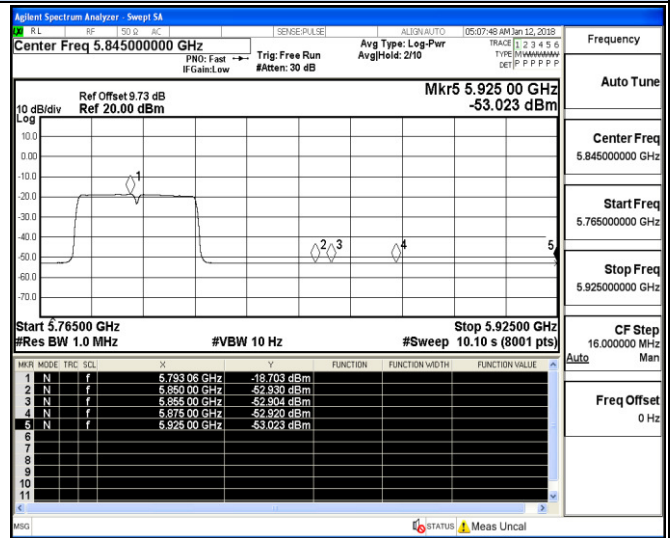 Agilent Spectrum Analyzer - Swept SA
RL RF 50 Ω AC SENSE:PULSE ALIGN AUTO 05:07:48 AM Jan 12, 2018
Center Freq 5.845000000 GHz
PNO: Fast
IFGain:Low
Trig: Free Run
#Atten: 30 dB
Avg Type: Log-Pwr
Avg|Hold: 2/10
TRACE 1 2 3 4 5 6
TYPE MWWWWW
DET P P P P P P
Mkr5 5.925 00 GHz
-53.023 dBm
Ref Offset 9.73 dB
10 dB/div Ref 20.00 dBm
Log
10.0
0.00
-10.0
-20.0
-30.0
-40.0
-50.0
-60.0
-70.0
1
2 3 4 5
Start 5.76500 GHz Stop 5.92500 GHz
#Res BW 1.0 MHz #VBW 10 Hz #Sweep 10.10 s (8001 pts)
MKR MODE TRC SCL X Y FUNCTION FUNCTION WIDTH FUNCTION VALUE
1 N f 5.793 06 GHz -18.703 dBm
2 N f 5.850 00 GHz -52.930 dBm
3 N f 5.855 00 GHz -52.904 dBm
4 N f 5.875 00 GHz -52.920 dBm
5 N f 5.925 00 GHz -53.023 dBm
6
7
8
9
10
11
MSG STATUS Meas Uncal
Frequency
Auto Tune
Center Freq
5.845000000 GHz
Start Freq
5.765000000 GHz
Stop Freq
5.925000000 GHz
CF Step
16.000000 MHz
Auto Man
Freq Offset
0 Hz